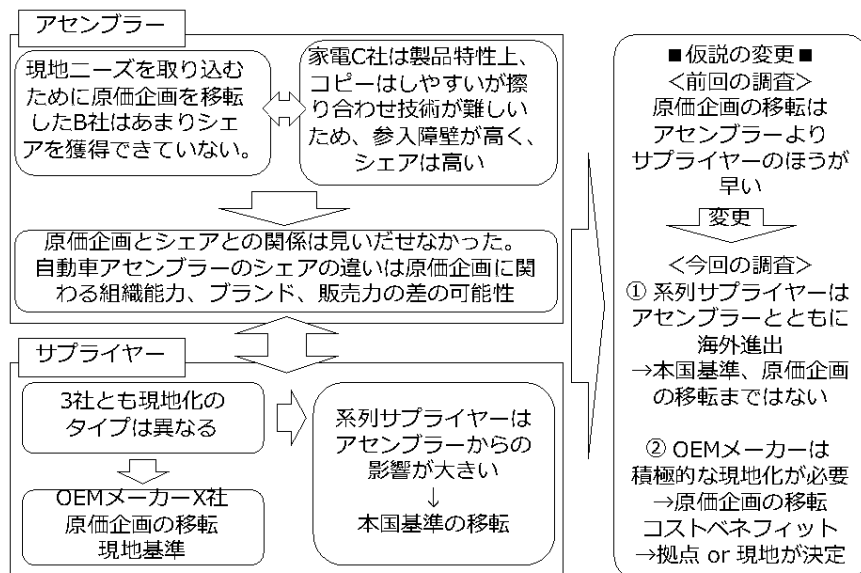 アセンブラー
現地ニーズを取り込む
ために原価企画を移転
したB社はあまりシェ
アを獲得できていない。
家電C社は製品特性上、
コピーはしやすいが擦
り合わせ技術が難しい
ため、参入障壁が高く、
シェアは高い
原価企画とシェアとの関係は見いだせなかった。
自動車アセンブラーのシェアの違いは原価企画に関
わる組織能力、ブランド、販売力の差の可能性
サプライヤー
3社とも現地化の
タイプは異なる
OEMメーカーX社
原価企画の移転
現地基準
系列サプライヤーは
アセンブラーからの
影響が大きい
↓
本国基準の移転
■仮説の変更■
<前回の調査>
原価企画の移転は
アセンブラーより
サプライヤーのほうが
早い
変更
<今回の調査>
① 系列サプライヤーは
アセンブラーとともに
海外進出
→本国基準、原価企画
の移転まではない
② OEMメーカーは
積極的な現地化が必要
→原価企画の移転
コストベネフィット
→拠点 or 現地が決定